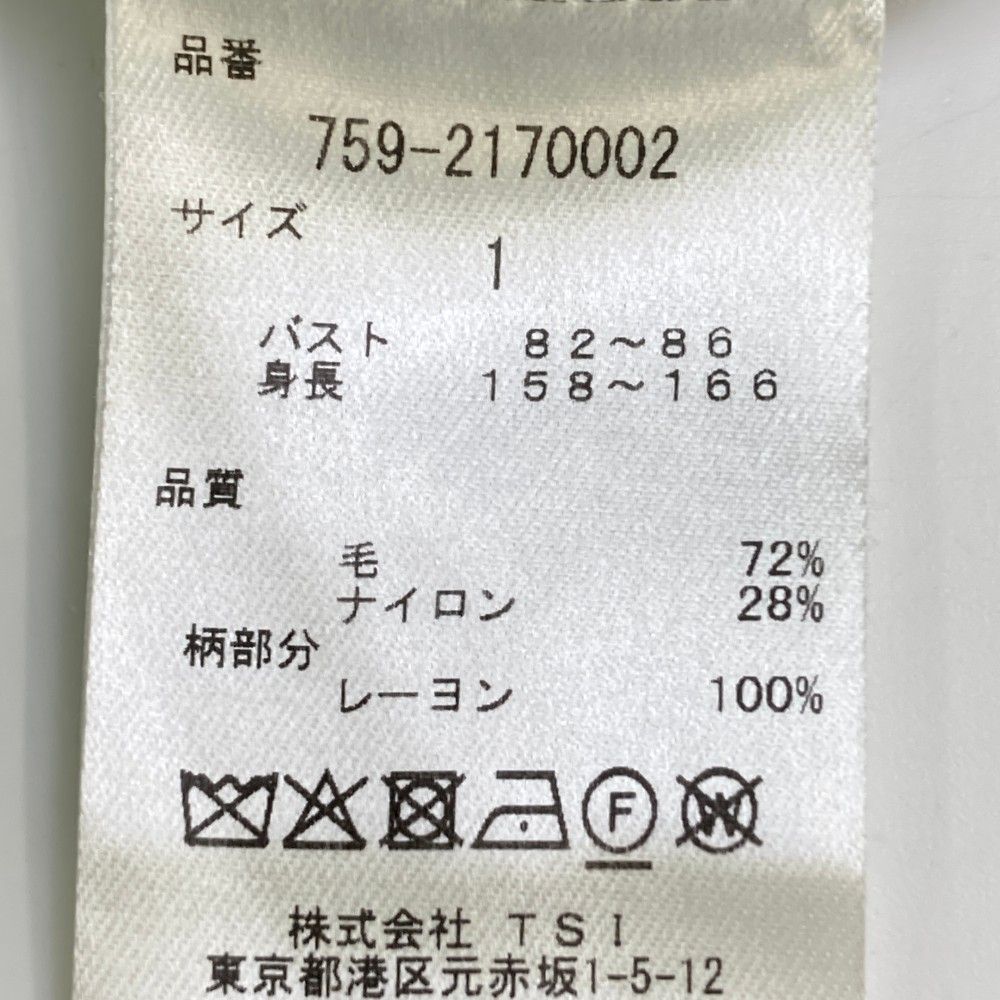 品番
759-2170002
サイズ
1
バスト 82～86
身長 158～166
品質
毛 72%
ナイロン 28%
柄部分
レーヨン 100%
F W
株式会社 TSI
東京都港区元赤坂1-5-12